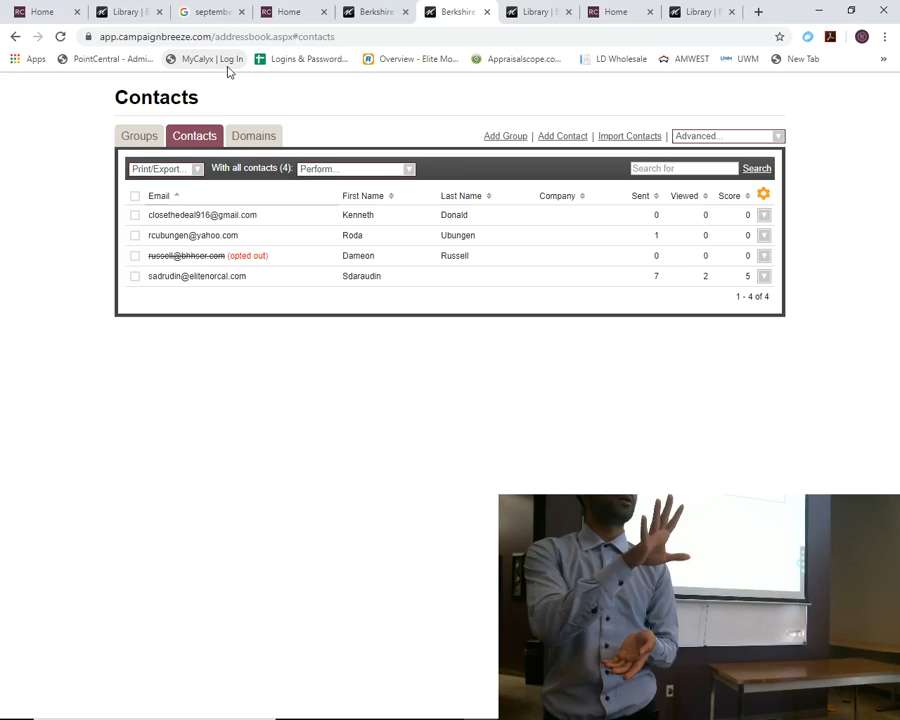 Home Library | E septembe Home Berkshire Berkshire Library | E Home Library | E
app.campaignbreeze.com/addressbook.aspx#contacts
Apps PointCentral - Admi... MyCalyx | Log In Logins & Password... Overview - Elite Mo... Appraisalscope.co... LD Wholesale AMWEST UWM New Tab »
Contacts
Groups Contacts Domains Add Group | Add Contact | Import Contacts | Advanced...
Print/Export... With all contacts (4): Perform... Search for Search
Email First Name Last Name Company Sent Viewed Score
closethedeal916@gmail.com Kenneth Donald 0 0 0
rcubungen@yahoo.com Roda Ubungen 1 0 0
russell@bhhser.com (opted out) Dameon Russell 0 0 0
sadrudin@elitenorcal.com Sdaraudin 7 2 5
1 - 4 of 4